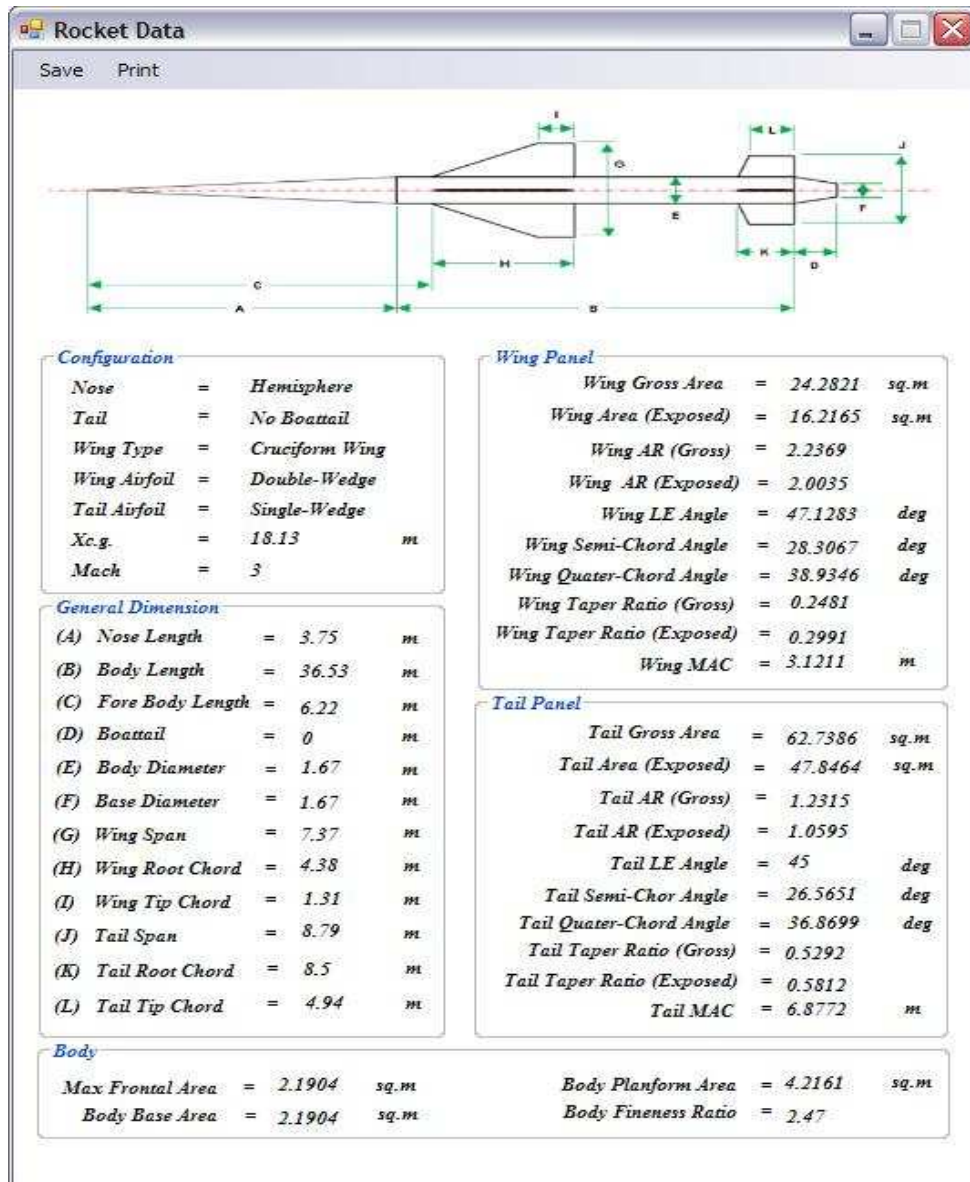 Rocket Data
Save Print
I
L
J
G
E
F
K
D
H
C
A
B
Configuration
Nose = Hemisphere
Tail = No Boattail
Wing Type = Cruciform Wing
Wing Airfoil = Double-Wedge
Tail Airfoil = Single-Wedge
Xc.g. = 18.13 m
Mach = 3
General Dimension
(A) Nose Length = 3.75 m
(B) Body Length = 36.53 m
(C) Fore Body Length = 6.22 m
(D) Boattail = 0 m
(E) Body Diameter = 1.67 m
(F) Base Diameter = 1.67 m
(G) Wing Span = 7.37 m
(H) Wing Root Chord = 4.38 m
(I) Wing Tip Chord = 1.31 m
(J) Tail Span = 8.79 m
(K) Tail Root Chord = 8.5 m
(L) Tail Tip Chord = 4.94 m
Wing Panel
Wing Gross Area = 24.2821 sq.m
Wing Area (Exposed) = 16.2165 sq.m
Wing AR (Gross) = 2.2369
Wing AR (Exposed) = 2.0035
Wing LE Angle = 47.1283 deg
Wing Semi-Chord Angle = 28.3067 deg
Wing Quater-Chord Angle = 38.9346 deg
Wing Taper Ratio (Gross) = 0.2481
Wing Taper Ratio (Exposed) = 0.2991
Wing MAC = 3.1211 m
Tail Panel
Tail Gross Area = 62.7386 sq.m
Tail Area (Exposed) = 47.8464 sq.m
Tail AR (Gross) = 1.2315
Tail AR (Exposed) = 1.0595
Tail LE Angle = 45 deg
Tail Semi-Chor Angle = 26.5651 deg
Tail Quater-Chord Angle = 36.8699 deg
Tail Taper Ratio (Gross) = 0.5292
Tail Taper Ratio (Exposed) = 0.5812
Tail MAC = 6.8772 m
Body
Max Frontal Area = 2.1904 sq.m
Body Base Area = 2.1904 sq.m
Body Planform Area = 4.2161 sq.m
Body Fineness Ratio = 2.47